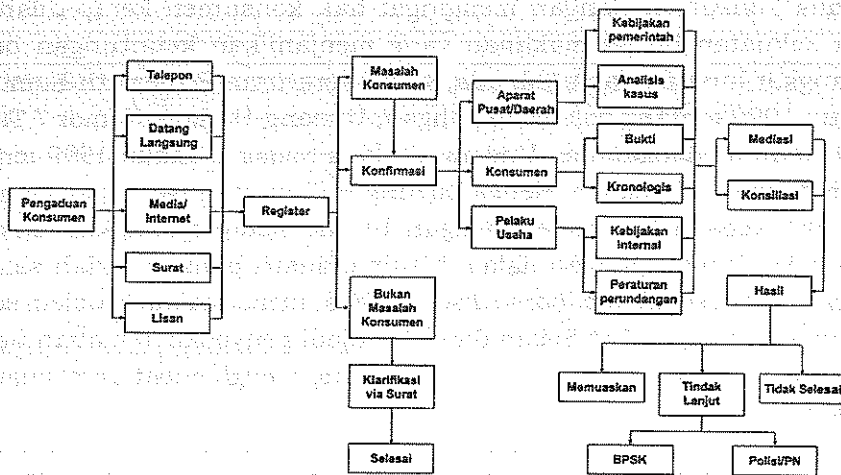 Pengaduan
Konsumen
Telepon
Datang
Langsung
Media/
Internet
Surat
Lisan
Register
Masalah
Konsumen
Konfirmasi
Bukan
Masalah
Konsumen
Klarifikasi
via Surat
Selesai
Aparat
Pusat/Daerah
Konsumen
Pelaku
Usaha
Kebijakan
pemerintah
Analisis
kasus
Bukti
Kronologis
Kebijakan
Internal
Peraturan
perundangan
Mediasi
Konsiliasi
Hasil
Memuaskan
Tindak
Lanjut
Tidak Selesai
BPSK
Polisi/PN